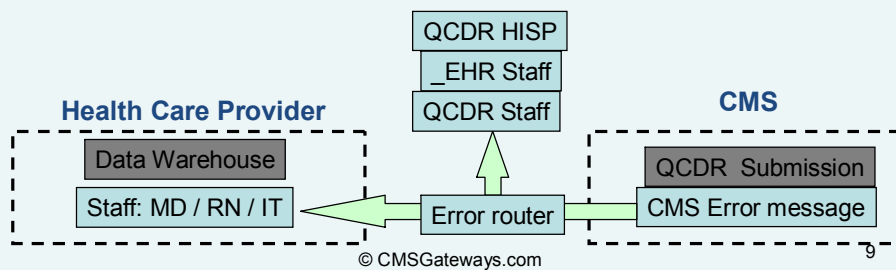 QCDR HISP
_EHR Staff
QCDR Staff
Health Care Provider
CMS
Data Warehouse
QCDR Submission
Staff: MD / RN / IT
Error router
CMS Error message
© CMSGateways.com
9